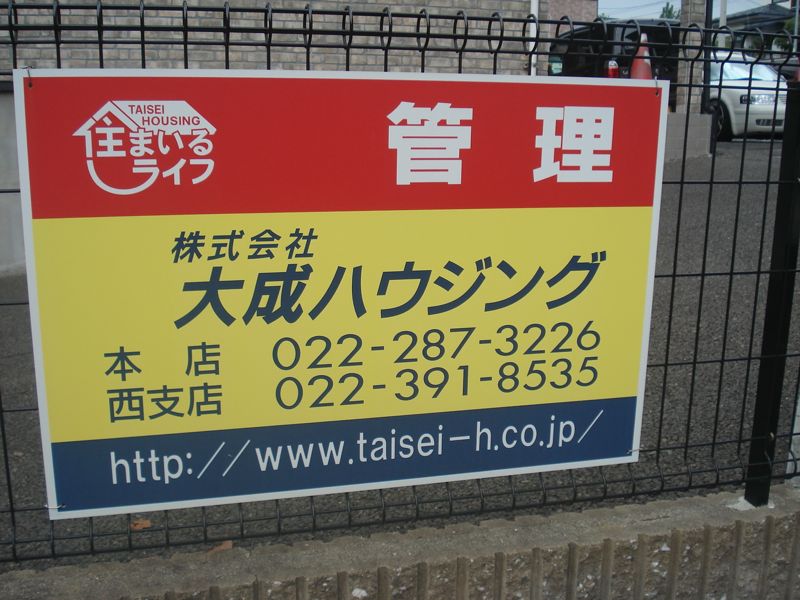 TAISEI
HOUSING
住まいる
ライフ
管理
株式会社
大成ハウジング
本店 022-287-3226
西支店 022-391-8535
http://www.taisei-h.co.jp/